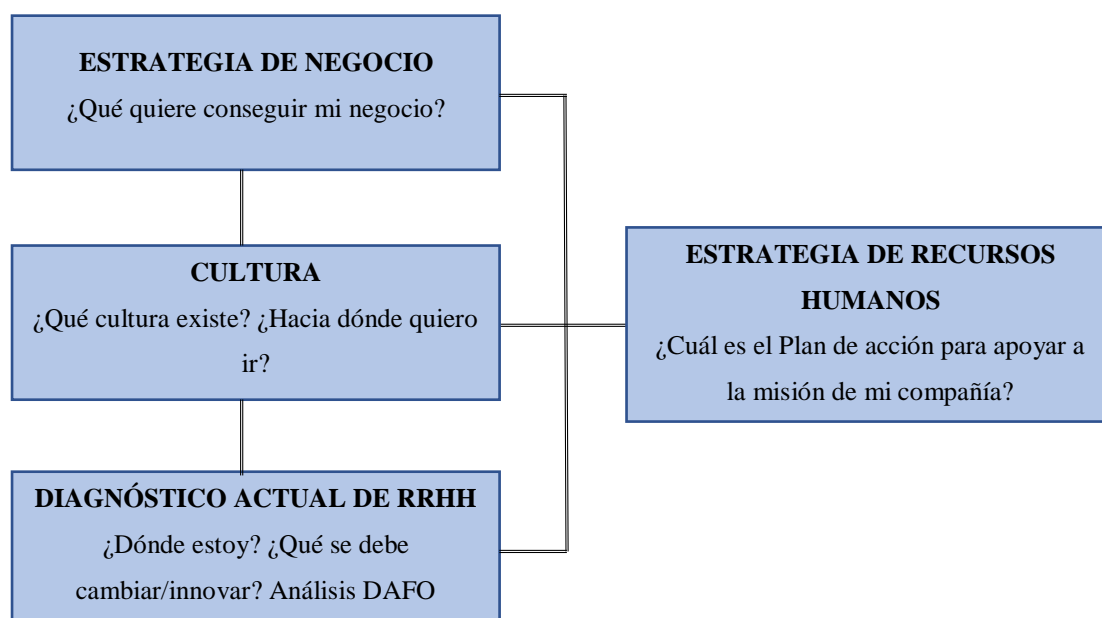 ESTRATEGIA DE NEGOCIO
¿Qué quiere conseguir mi negocio?
CULTURA
¿Qué cultura existe? ¿Hacia dónde quiero
ir?
DIAGNÓSTICO ACTUAL DE RRHH
¿Dónde estoy? ¿Qué se debe
cambiar/innovar? Análisis DAFO
ESTRATEGIA DE RECURSOS
HUMANOS
¿Cuál es el Plan de acción para apoyar a
la misión de mi compañía?